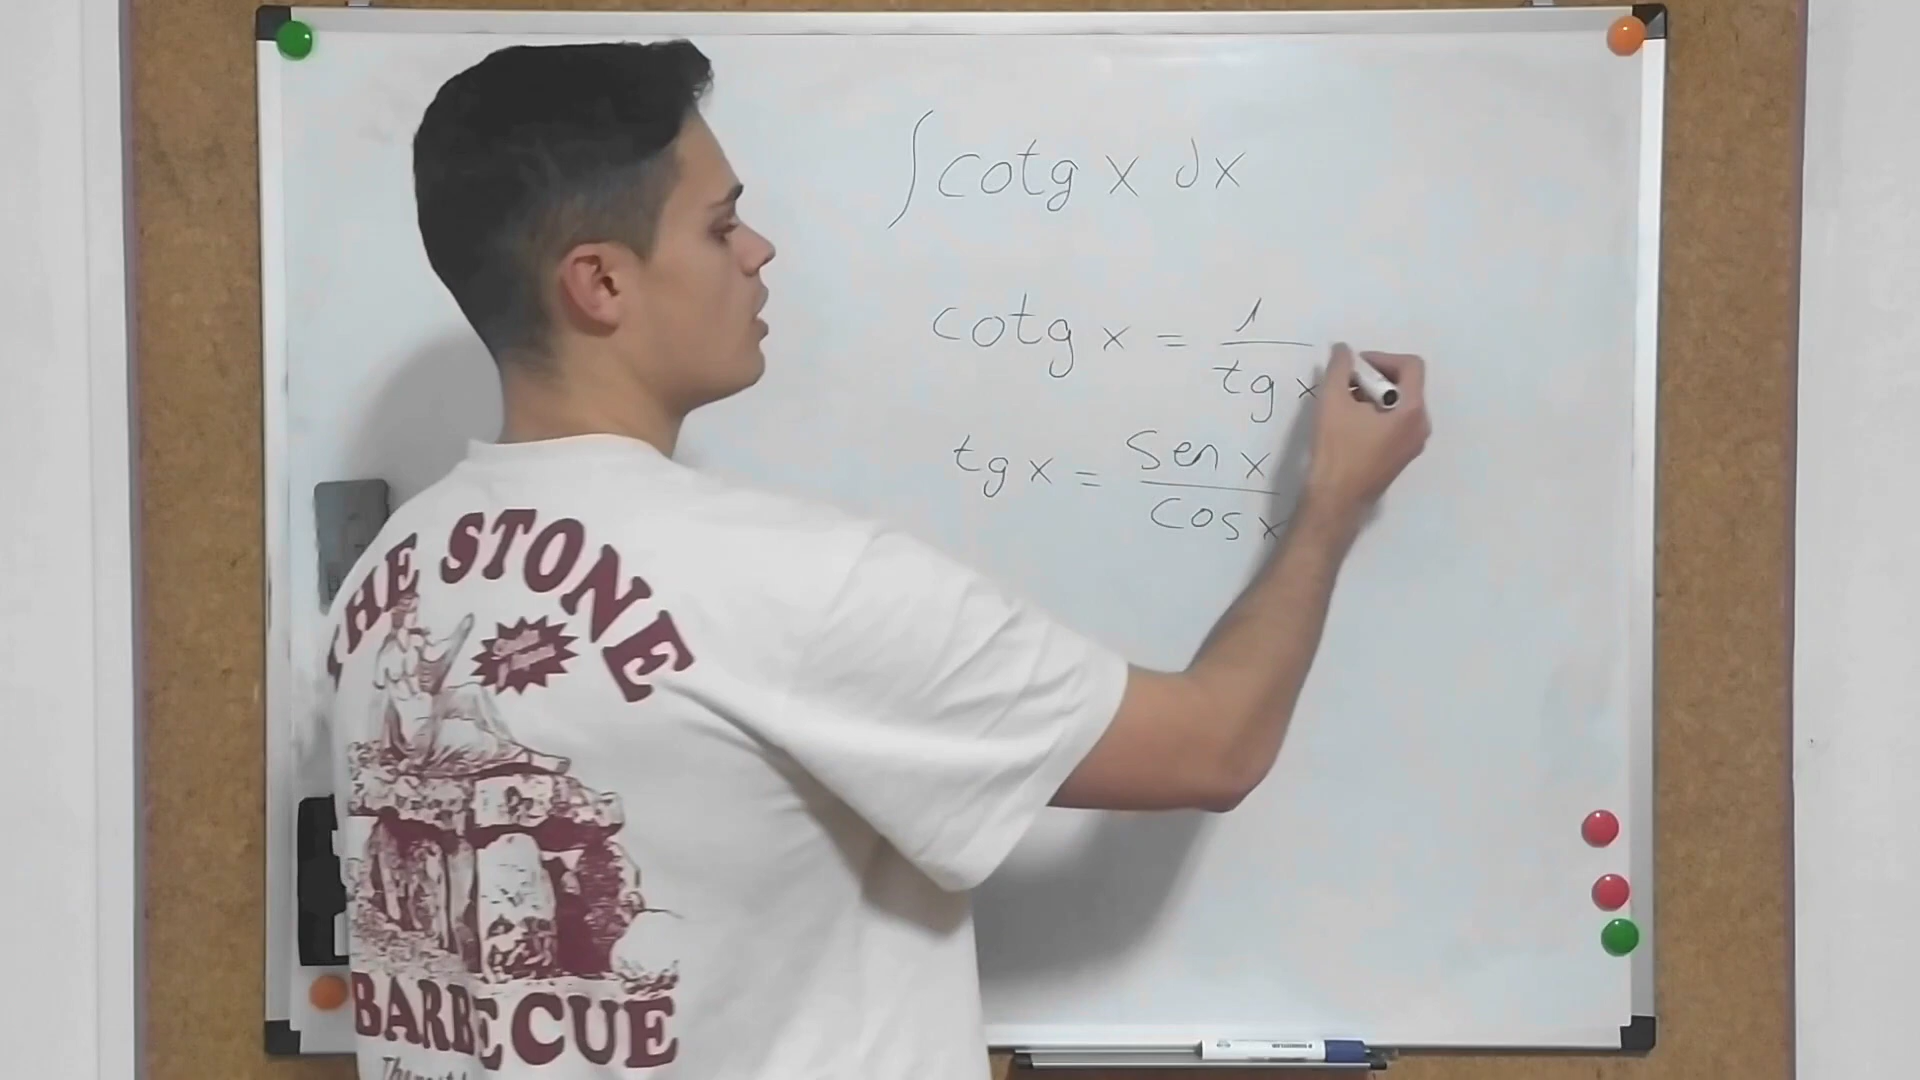 ∫ cotg x dx
cotg x = 1/tg x
tg x = sen x/cos x
THE STONE
BARBECUE